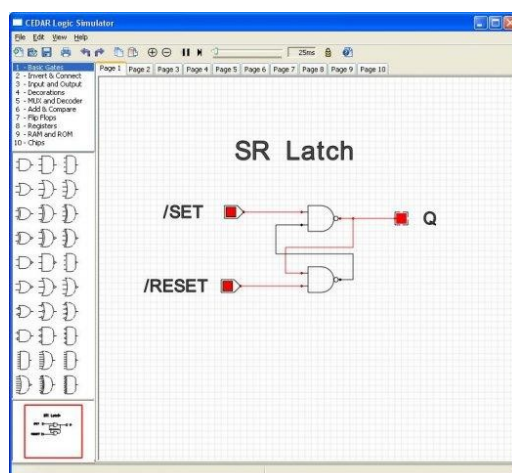 CEDAR Logic Simulator
File Edit View Help
25ms
1 - Basic Gates
2 - Invert & Connect
3 - Input and Output
4 - Decorations
5 - MUX and Decoder
6 - Add & Compare
7 - Flip Flops
8 - Registers
9 - RAM and ROM
10 - Chips
Page 1 Page 2 Page 3 Page 4 Page 5 Page 6 Page 7 Page 8 Page 9 Page 10
SR Latch
/SET
Q
/RESET
SR Latch